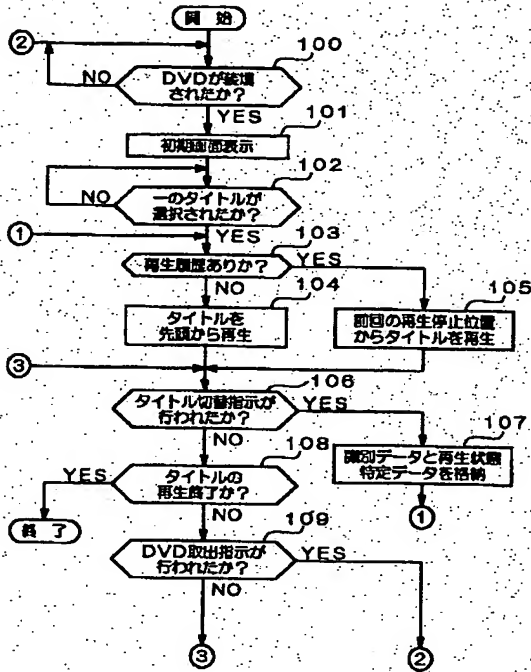 開始
②
100
DVDが装填
されたか？
NO
YES
101
初期画面表示
102
一のタイトルが
選択されたか？
NO
YES
①
103
再生履歴ありか？
YES
NO
104
タイトルを
先頭から再生
105
前回の再生停止位置
からタイトルを再生
③
106
タイトル切替指示が
行われたか？
YES
NO
107
識別データと再生状態
特定データを格納
①
108
タイトルの
再生終了か？
YES
NO
終了
109
DVD取出指示が
行われたか？
YES
NO
③
②